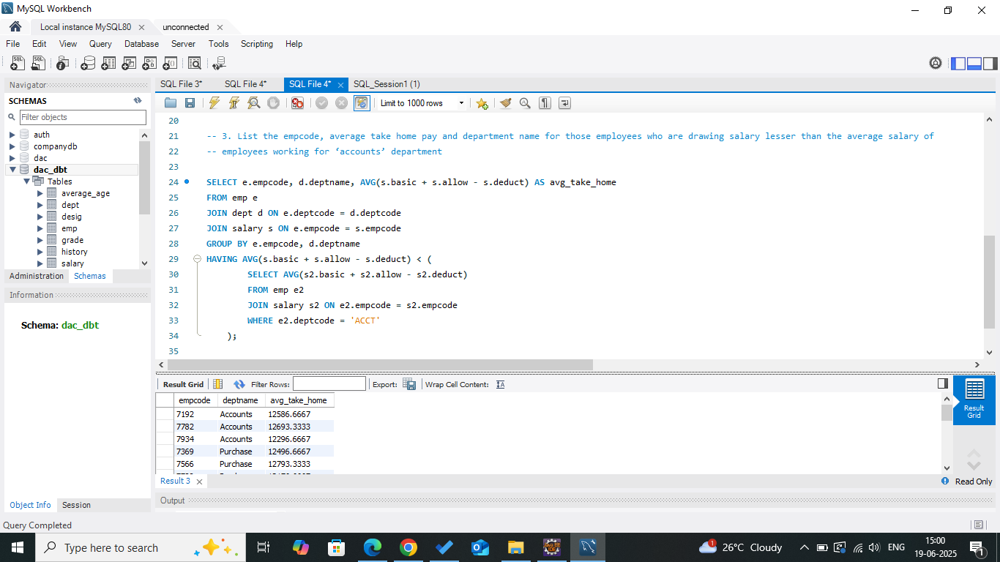 MySQL Workbench
Local instance MySQL80
unconnected
File Edit View Query Database Server Tools Scripting Help
Navigator
SCHEMAS
Filter objects
auth
companydb
dac
dac_dbt
Tables
average_age
dept
desig
emp
grade
history
salary
Administration Schemas
Information
Schema: dac_dbt
Object Info Session
SQL File 3* SQL File 4* SQL File 4* SQL_Session1 (1)
Limit to 1000 rows
20
21 -- 3. List the empcode, average take home pay and department name for those employees who are drawing salary lesser than the average salary of
22 -- employees working for ‘accounts’ department
23
24 SELECT e.empcode, d.deptname, AVG(s.basic + s.allow - s.deduct) AS avg_take_home
25 FROM emp e
26 JOIN dept d ON e.deptcode = d.deptcode
27 JOIN salary s ON e.empcode = s.empcode
28 GROUP BY e.empcode, d.deptname
29 HAVING AVG(s.basic + s.allow - s.deduct) < (
30 SELECT AVG(s2.basic + s2.allow - s2.deduct)
31 FROM emp e2
32 JOIN salary s2 ON e2.empcode = s2.empcode
33 WHERE e2.deptcode = 'ACCT'
34 );
35
Result Grid Filter Rows: Export: Wrap Cell Content:
empcode deptname avg_take_home
7192 Accounts 12586.6667
7782 Accounts 12693.3333
7934 Accounts 12296.6667
7369 Purchase 12496.6667
7566 Purchase 12793.3333
Result Grid
Result 3
Read Only
Output
Query Completed
Type here to search
26°C Cloudy
ENG
15:00
19-06-2025